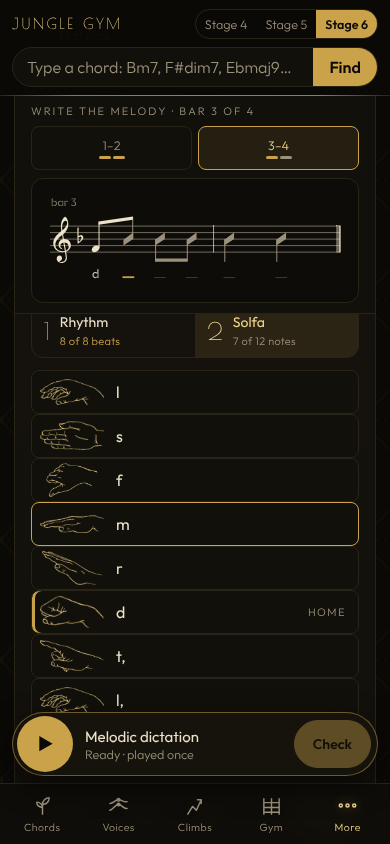 JUNGLE GYM
Stage 4 Stage 5 Stage 6
Type a chord: Bm7, F#dim7, Ebmaj9... Find
WRITE THE MELODY · BAR 3 OF 4
1–2 3–4
bar 3
d
1 Rhythm
8 of 8 beats
2 Solfa
7 of 12 notes
l
s
f
m
r
d HOME
t,
l,
Melodic dictation
Ready · played once
Check
Chords Voices Climbs Gym More